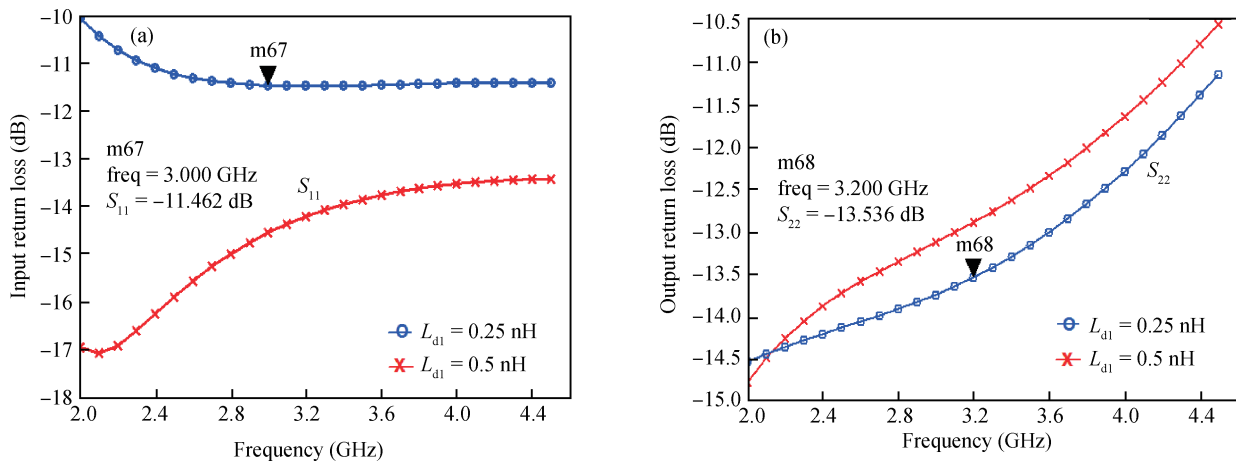 (a)
−10
−11
−12
−13
−14
−15
−16
−17
−18
Input return loss (dB)
m67
m67
freq = 3.000 GHz
S11 = −11.462 dB
S11
Ld1 = 0.25 nH
Ld1 = 0.5 nH
2.0 2.4 2.8 3.2 3.6 4.0 4.4
Frequency (GHz)
(b)
−10.5
−11.0
−11.5
−12.0
−12.5
−13.0
−13.5
−14.0
−14.5
−15.0
Output return loss (dB)
m68
freq = 3.200 GHz
S22 = −13.536 dB
S22
m68
Ld1 = 0.25 nH
Ld1 = 0.5 nH
2.0 2.4 2.8 3.2 3.6 4.0 4.4
Frequency (GHz)